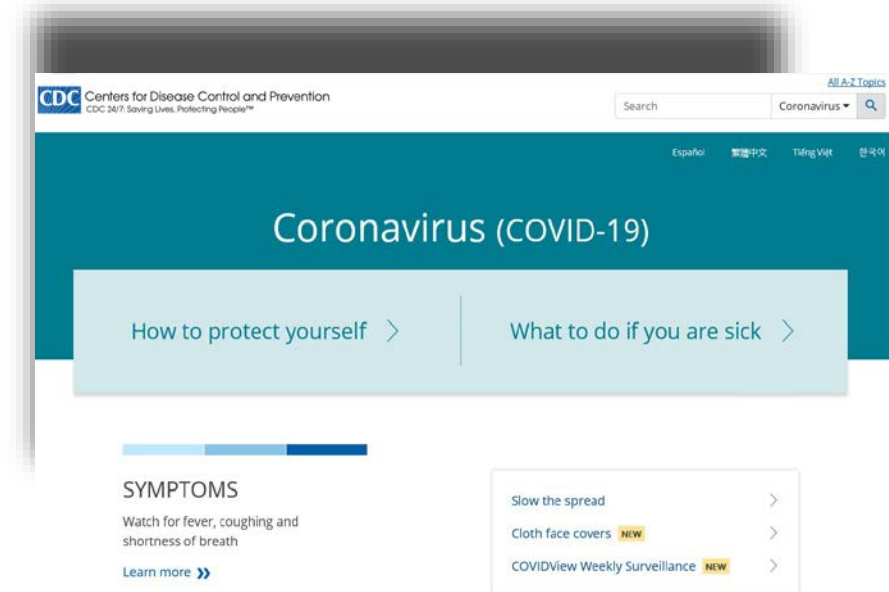 All A-Z Topics
CDC Centers for Disease Control and Prevention
CDC 24/7: Saving Lives, Protecting People™
Search
Coronavirus
Español 繁體中文 Tiếng Việt 한국어
Coronavirus (COVID-19)
How to protect yourself
What to do if you are sick
SYMPTOMS
Watch for fever, coughing and
shortness of breath
Learn more
Slow the spread
Cloth face covers NEW
COVIDView Weekly Surveillance NEW